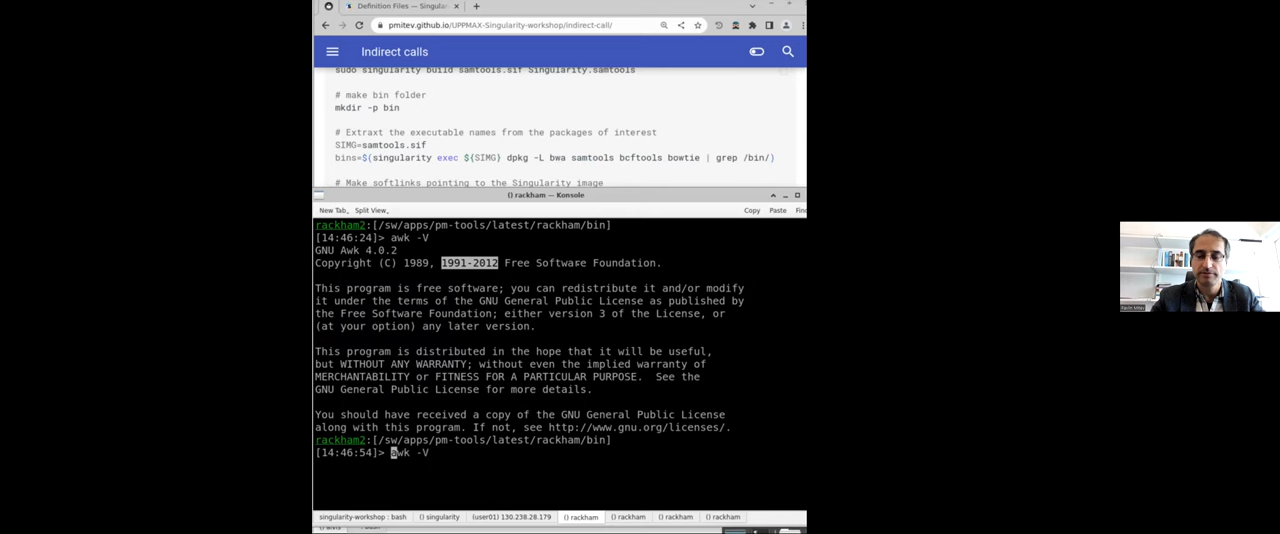 Definition Files — Singular
pmitev.github.io/UPPMAX-Singularity-workshop/indirect-call/
Indirect calls
sudo singularity build samtools.sif Singularity.samtools
# make bin folder
mkdir -p bin
# Extraxt the executable names from the packages of interest
SIMG=samtools.sif
bins=$(singularity exec ${SIMG} dpkg -L bwa samtools bcftools bowtie | grep /bin/)
# Make softlinks pointing to the Singularity image
() rackham — Konsole
New Tab Split View Copy Paste Find
rackham2:[/sw/apps/pm-tools/latest/rackham/bin]
[14:46:24]> awk -V
GNU Awk 4.0.2
Copyright (C) 1989, 1991-2012 Free Software Foundation.
This program is free software; you can redistribute it and/or modify
it under the terms of the GNU General Public License as published by
the Free Software Foundation; either version 3 of the License, or
(at your option) any later version.
This program is distributed in the hope that it will be useful,
but WITHOUT ANY WARRANTY; without even the implied warranty of
MERCHANTABILITY or FITNESS FOR A PARTICULAR PURPOSE. See the
GNU General Public License for more details.
You should have received a copy of the GNU General Public License
along with this program. If not, see http://www.gnu.org/licenses/.
rackham2:[/sw/apps/pm-tools/latest/rackham/bin]
[14:46:54]> awk -V
singularity-workshop : bash () singularity (user01) 130.238.28.179 () rackham () rackham () rackham () rackham